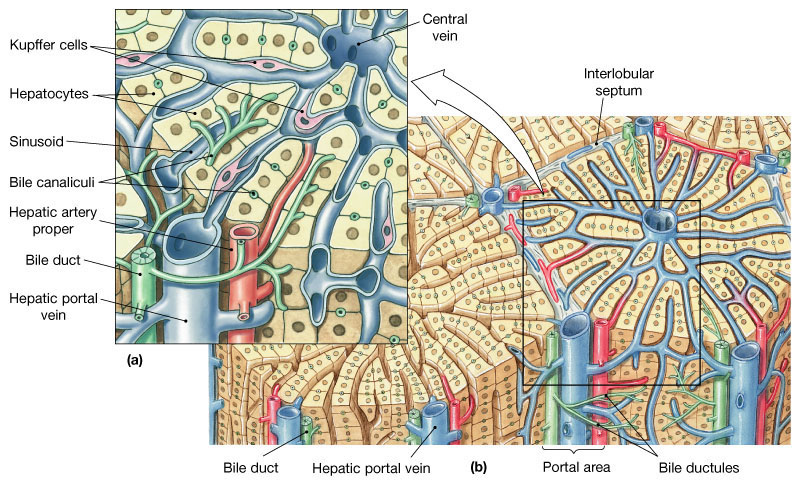 Central
vein
Kupffer cells
Hepatocytes
Sinusoid
Bile canaliculi
Hepatic artery
proper
Bile duct
Hepatic portal
vein
(a)
Interlobular
septum
Bile duct
Hepatic portal vein
(b)
Portal area
Bile ductules